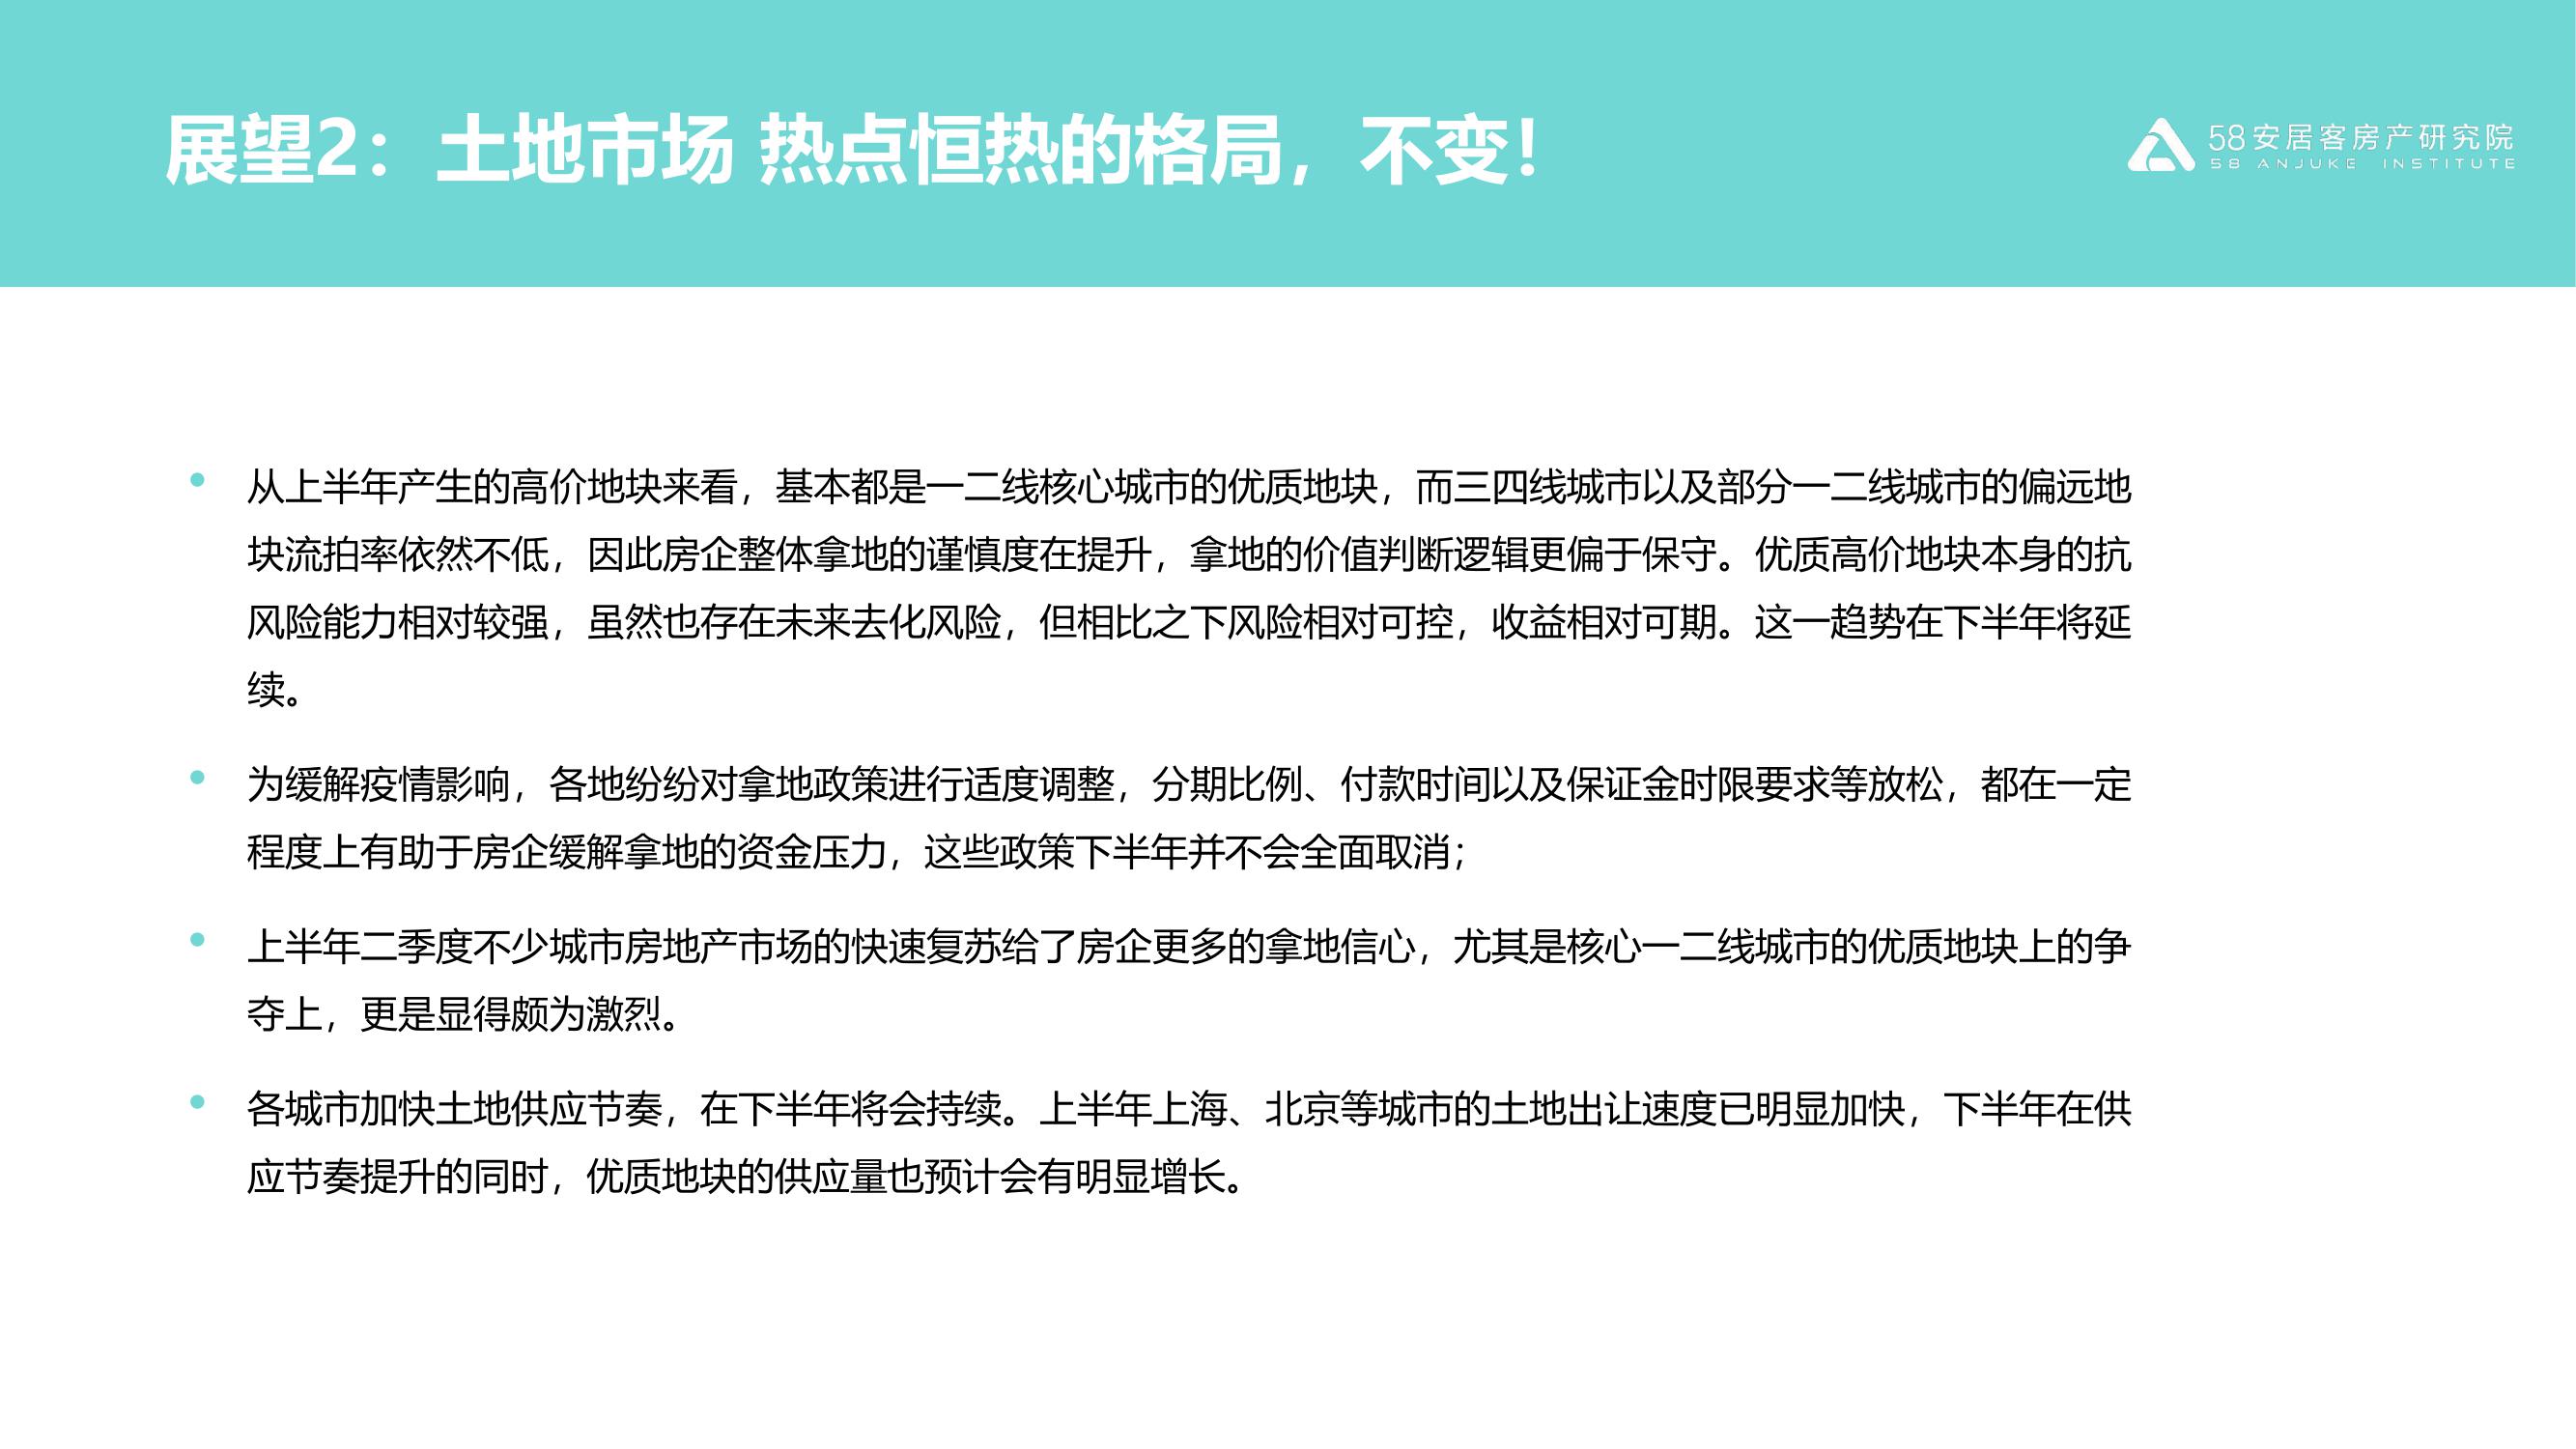 展望2：土地市场 热点恒热的格局，不变！
58安居客房产研究院
58 ANJUKE INSTITUTE
• 从上半年产生的高价地块来看，基本都是一二线核心城市的优质地块，而三四线城市以及部分一二线城市的偏远地
块流拍率依然不低，因此房企整体拿地的谨慎度在提升，拿地的价值判断逻辑更偏于保守。优质高价地块本身的抗
风险能力相对较强，虽然也存在未来去化风险，但相比之下风险相对可控，收益相对可期。这一趋势在下半年将延
续。
• 为缓解疫情影响，各地纷纷对拿地政策进行适度调整，分期比例、付款时间以及保证金时限要求等放松，都在一定
程度上有助于房企缓解拿地的资金压力，这些政策下半年并不会全面取消；
• 上半年二季度不少城市房地产市场的快速复苏给了房企更多的拿地信心，尤其是核心一二线城市的优质地块上的争
夺上，更是显得颇为激烈。
• 各城市加快土地供应节奏，在下半年将会持续。上半年上海、北京等城市的土地出让速度已明显加快，下半年在供
应节奏提升的同时，优质地块的供应量也预计会有明显增长。